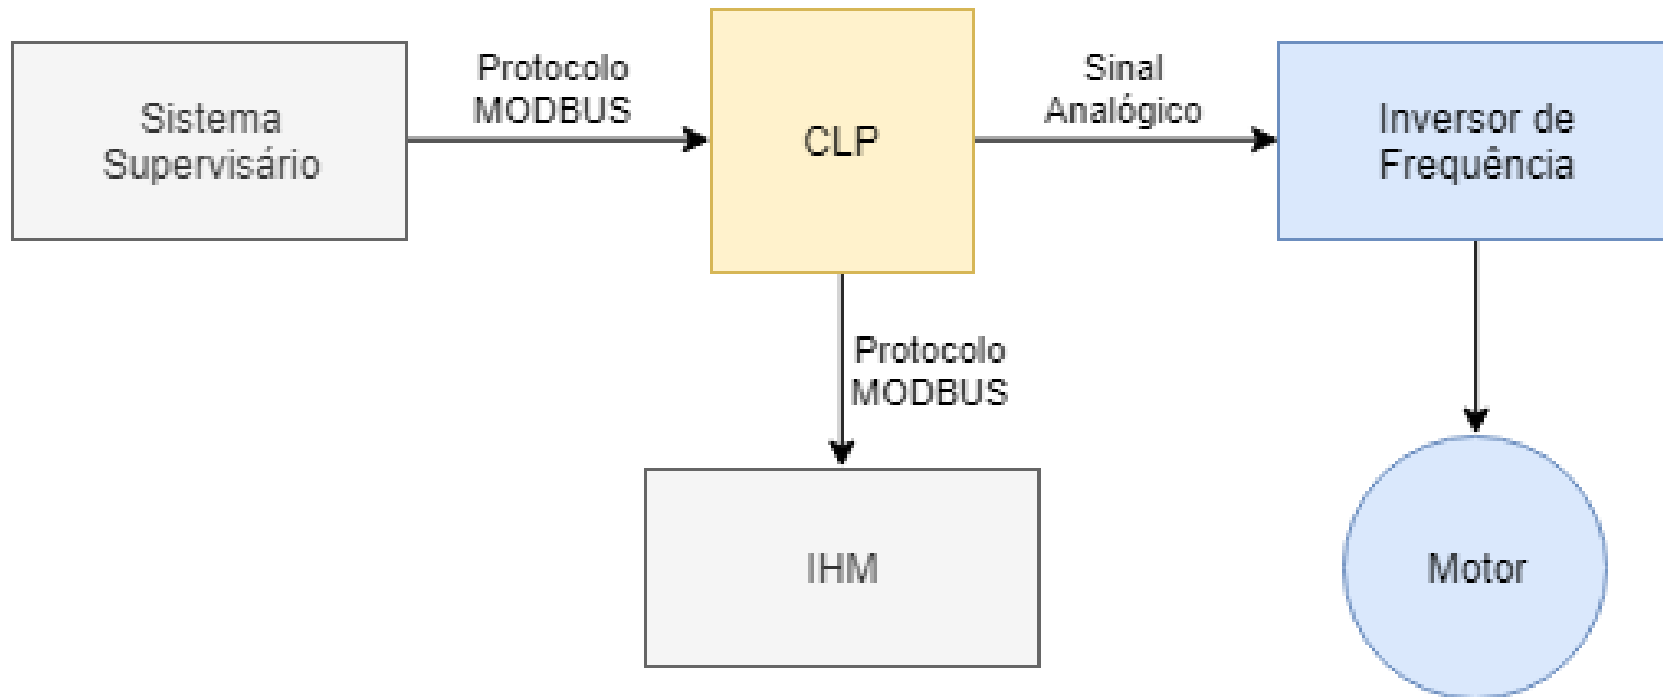 Sistema
Supervisário
Protocolo
MODBUS
CLP
Sinal
Analógico
Inversor de
Frequência
Protocolo
MODBUS
IHM
Motor